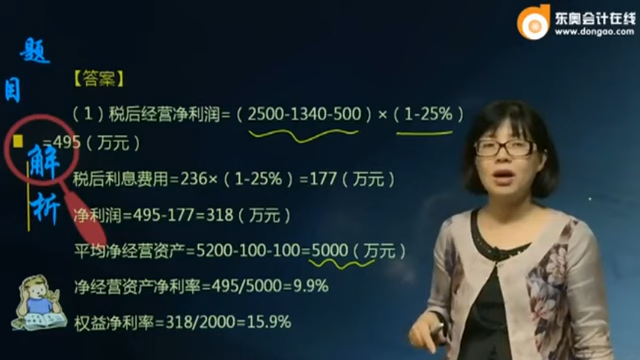 东奥会计在线
www.dongao.com
题目解析
【答案】
（1）税后经营净利润=（2500-1340-500）×（1-25%）
=495（万元）
税后利息费用=236×（1-25%）=177（万元）
净利润=495-177=318（万元）
平均净经营资产=5200-100-100=5000（万元）
净经营资产净利率=495/5000=9.9%
权益净利率=318/2000=15.9%